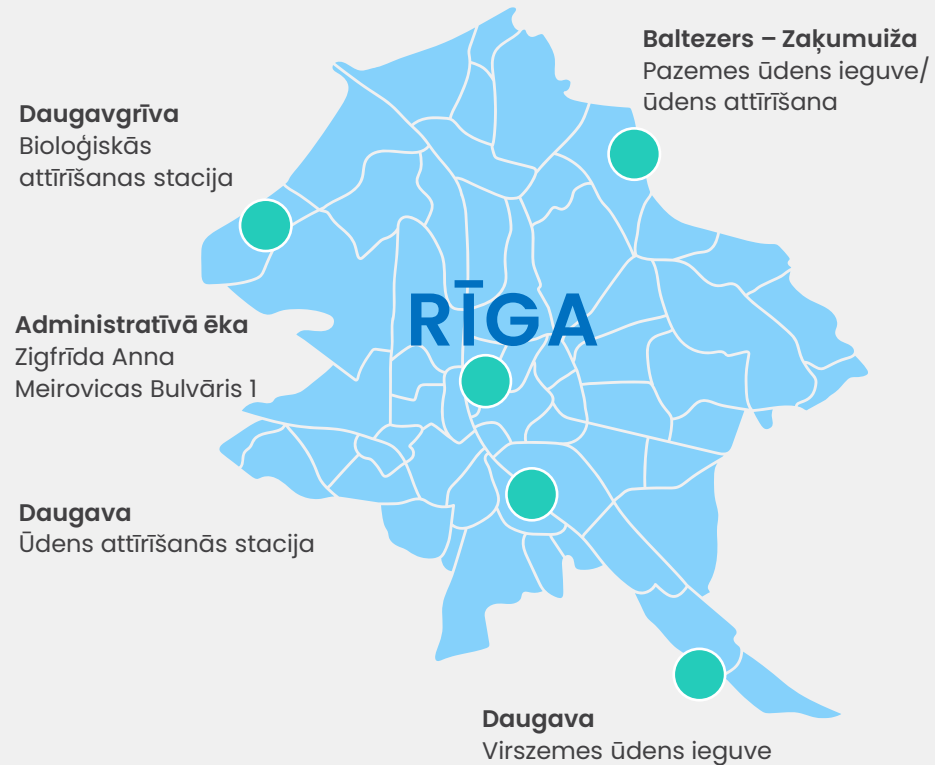 Baltezers – Zaķumuiža
Pazemes ūdens ieguve/
ūdens attīrīšana
Daugavgrīva
Bioloģiskās
attīrīšanas stacija
RĪGA
Administratīvā ēka
Zigfrīda Anna
Meirovicas Bulvāris 1
Daugava
Ūdens attīrīšanās stacija
Daugava
Virszemes ūdens ieguve